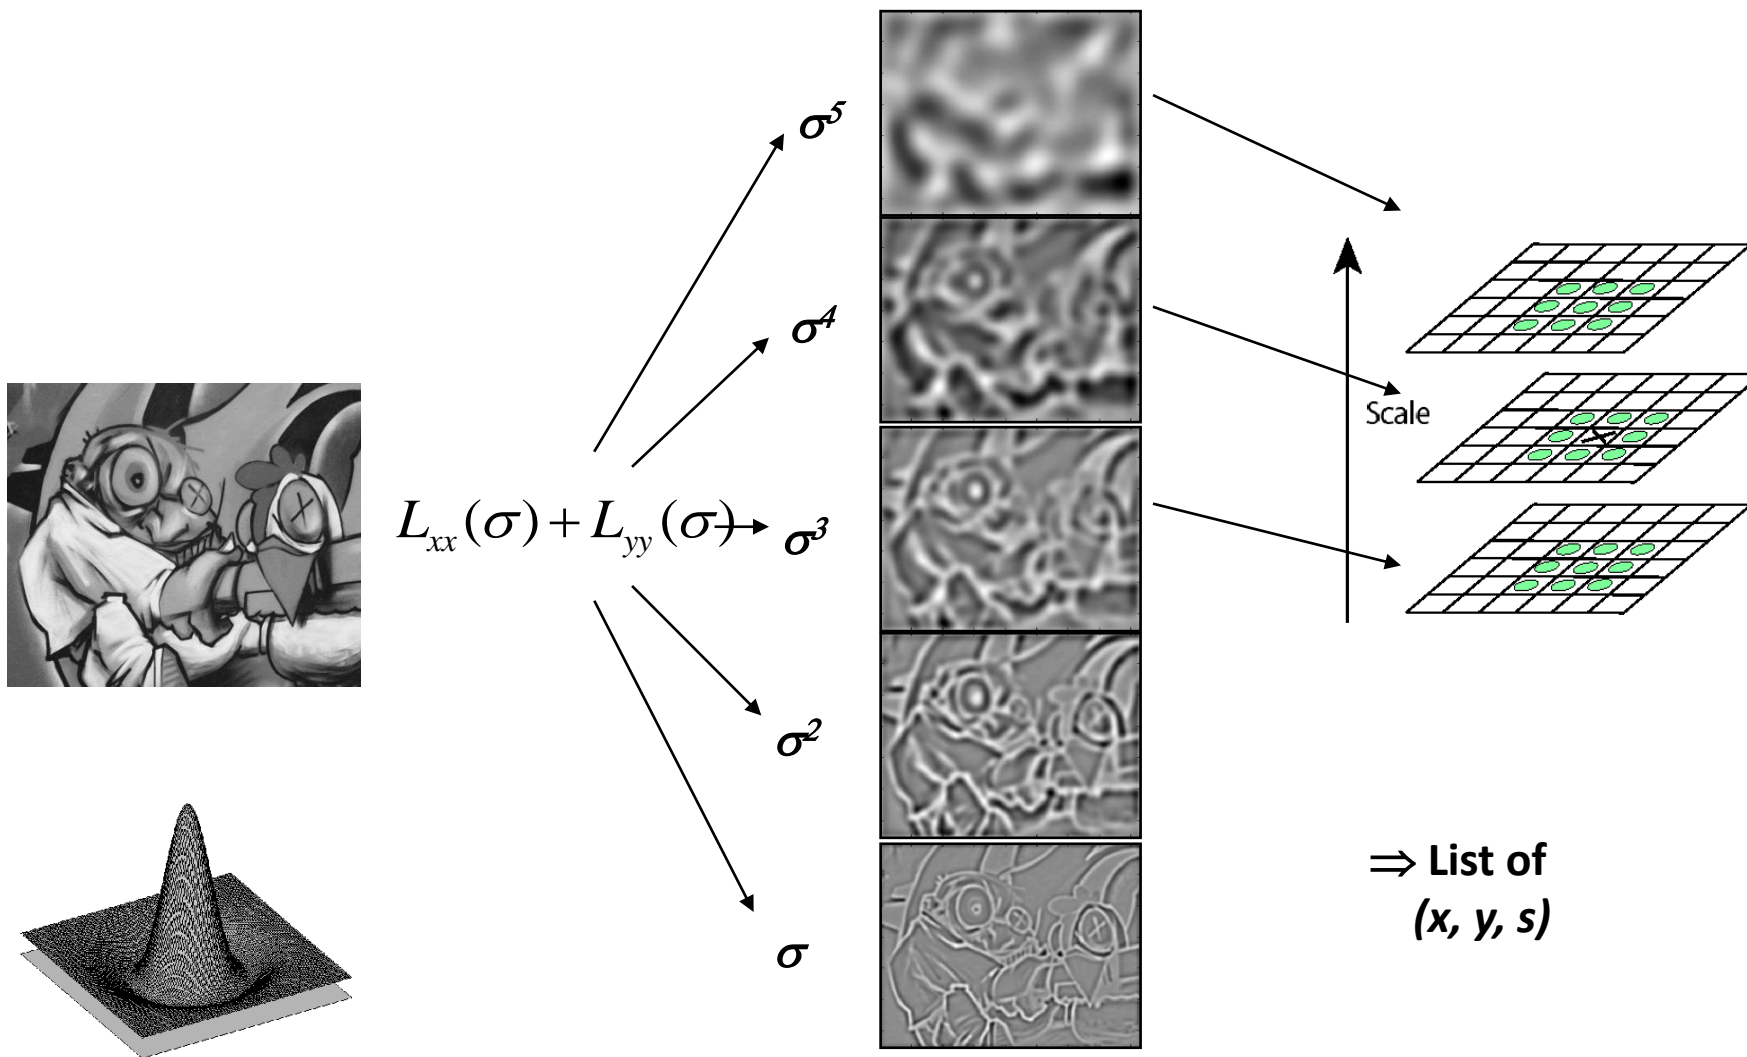 σ⁵
σ⁴
Scale
L_xx(σ) + L_yy(σ)
σ³
σ²
⇒ List of
(x, y, s)
σ